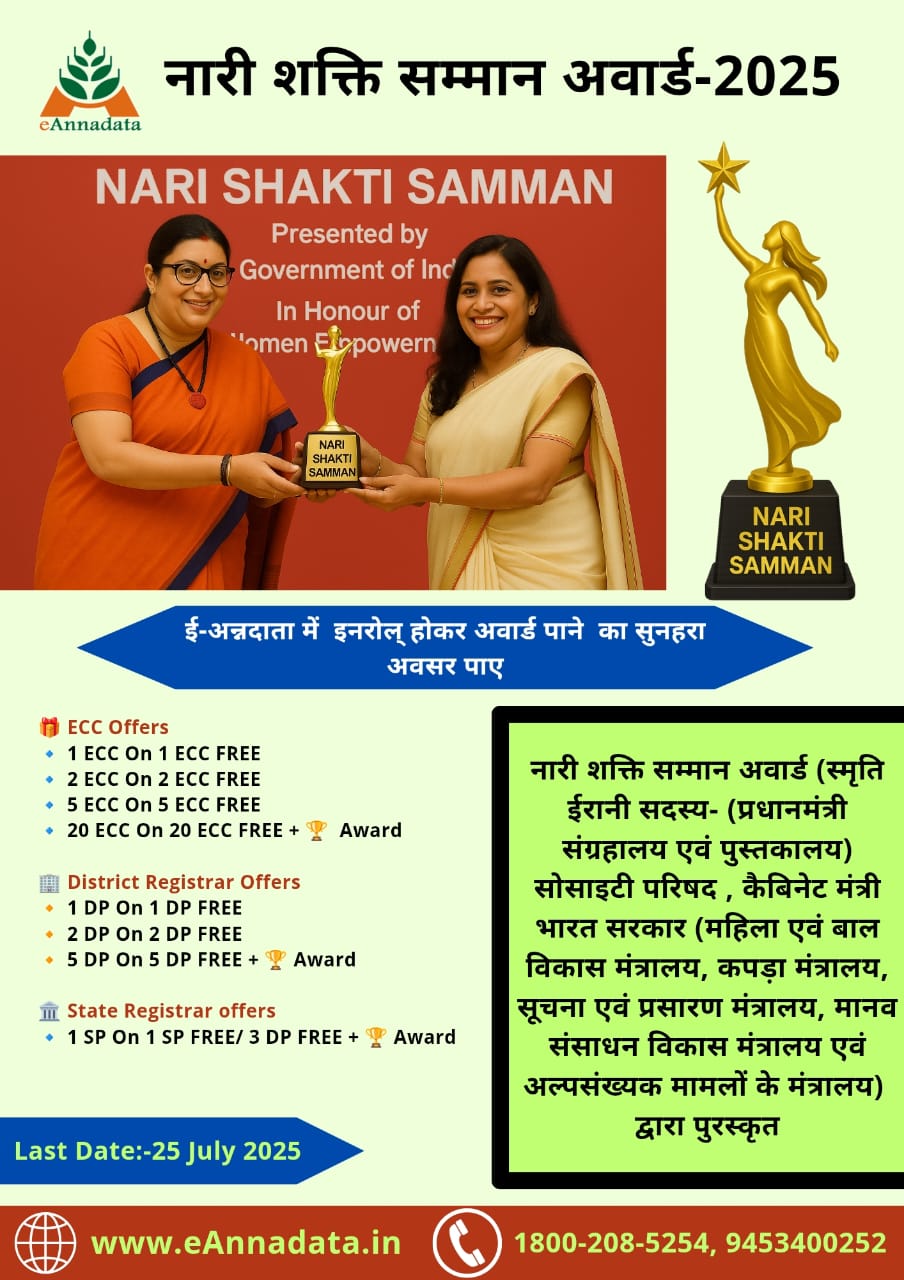 eAnnadata
नारी शक्ति सम्मान अवार्ड-2025
NARI SHAKTI SAMMAN
Presented by
Government of Ind
In Honour of
omen Empowern
NARI
SHAKTI
SAMMAN
NARI
SHAKTI
SAMMAN
ई-अन्नदाता में इनरोल् होकर अवार्ड पाने का सुनहरा
अवसर पाए
🎁 ECC Offers
🔹 1 ECC On 1 ECC FREE
🔹 2 ECC On 2 ECC FREE
🔹 5 ECC On 5 ECC FREE
🔹 20 ECC On 20 ECC FREE + 🏆 Award
🏢 District Registrar Offers
🔸 1 DP On 1 DP FREE
🔸 2 DP On 2 DP FREE
🔸 5 DP On 5 DP FREE + 🏆 Award
🏛️ State Registrar offers
🔹 1 SP On 1 SP FREE/ 3 DP FREE + 🏆 Award
नारी शक्ति सम्मान अवार्ड (स्मृति
ईरानी सदस्य- (प्रधानमंत्री
संग्रहालय एवं पुस्तकालय)
सोसाइटी परिषद , कैबिनेट मंत्री
भारत सरकार (महिला एवं बाल
विकास मंत्रालय, कपड़ा मंत्रालय,
सूचना एवं प्रसारण मंत्रालय, मानव
संसाधन विकास मंत्रालय एवं
अल्पसंख्यक मामलों के मंत्रालय)
द्वारा पुरस्कृत
Last Date:-25 July 2025
www.eAnnadata.in
1800-208-5254, 9453400252